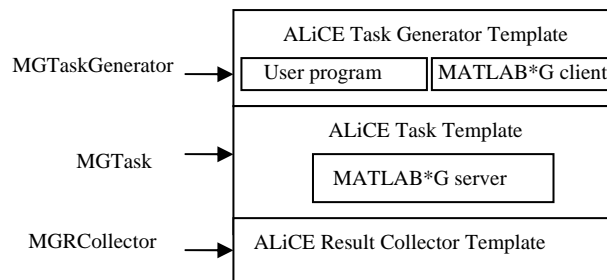 ALiCE Task Generator Template
MGTaskGenerator
User program
MATLAB*G client
ALiCE Task Template
MGTask
MATLAB*G server
MGRCollector
ALiCE Result Collector Template